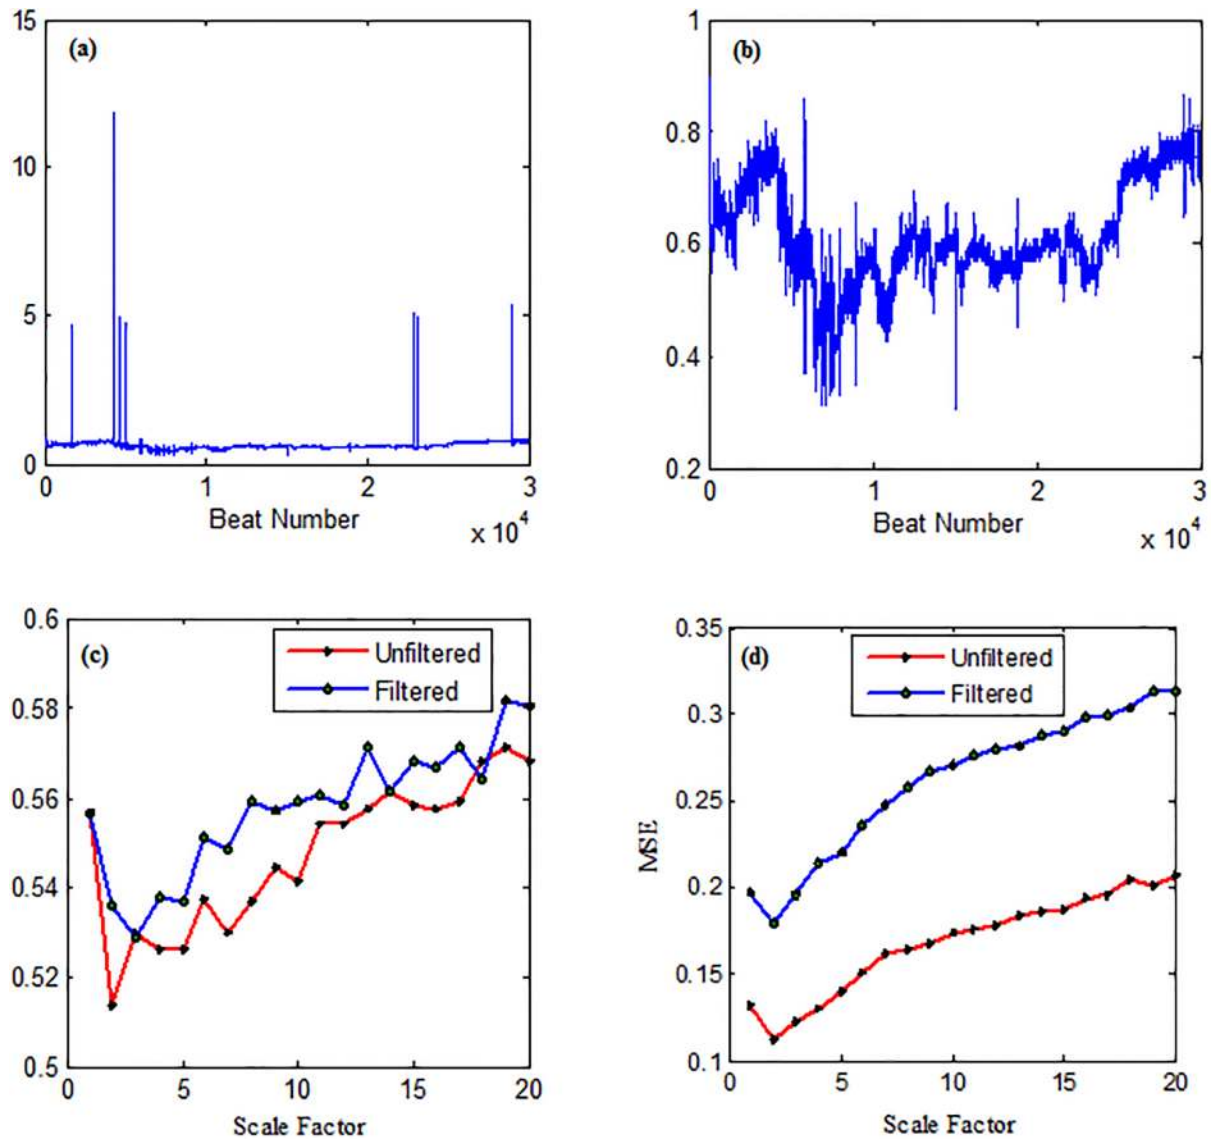 15
(a)
10
5
0
0
1
2
3
Beat Number
x 10^4
1
(b)
0.8
0.6
0.4
0.2
0
1
2
3
Beat Number
x 10^4
0.6
(c)
Unfiltered
Filtered
0.58
0.56
0.54
0.52
0.5
0
5
10
15
20
Scale Factor
0.35
(d)
Unfiltered
Filtered
0.3
0.25
MSE
0.2
0.15
0.1
0
5
10
15
20
Scale Factor